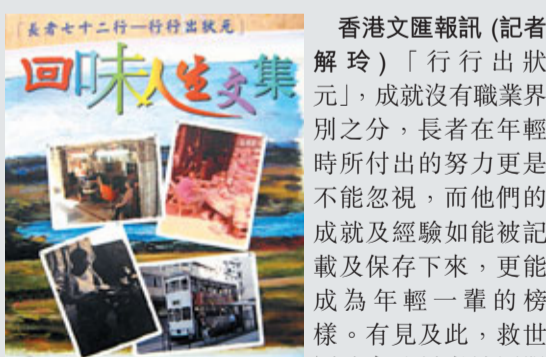 長者七十二行—行行出狀元
回味人生文集
香港文匯報訊 (記者
解玲)「行行出狀
元」，成就沒有職業界
別之分，長者在年輕
時所付出的努力更是
不能忽視，而他們的
成就及經驗如能被記
載及保存下來，更能
成為年輕一輩的榜
樣。有見及此，救世